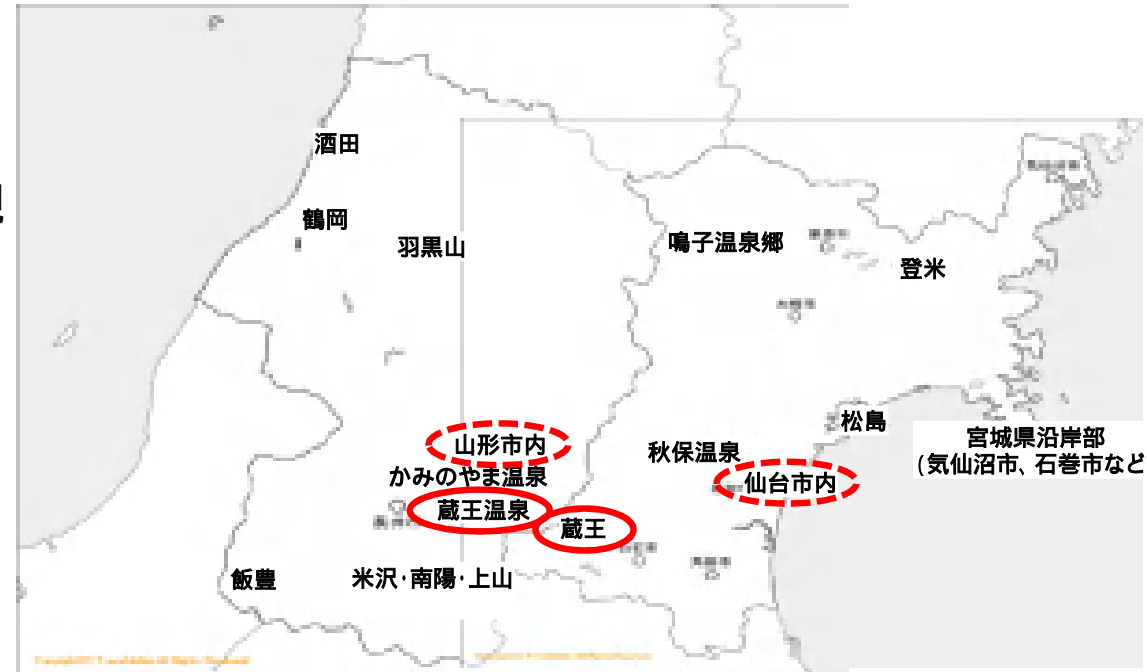 酒田
鶴岡
羽黒山
鳴子温泉郷
登米
松島
宮城県沿岸部
(気仙沼市、石巻市など
山形市内
秋保温泉
かみのやま温泉
仙台市内
蔵王温泉
蔵王
飯豊
米沢・南陽・上山